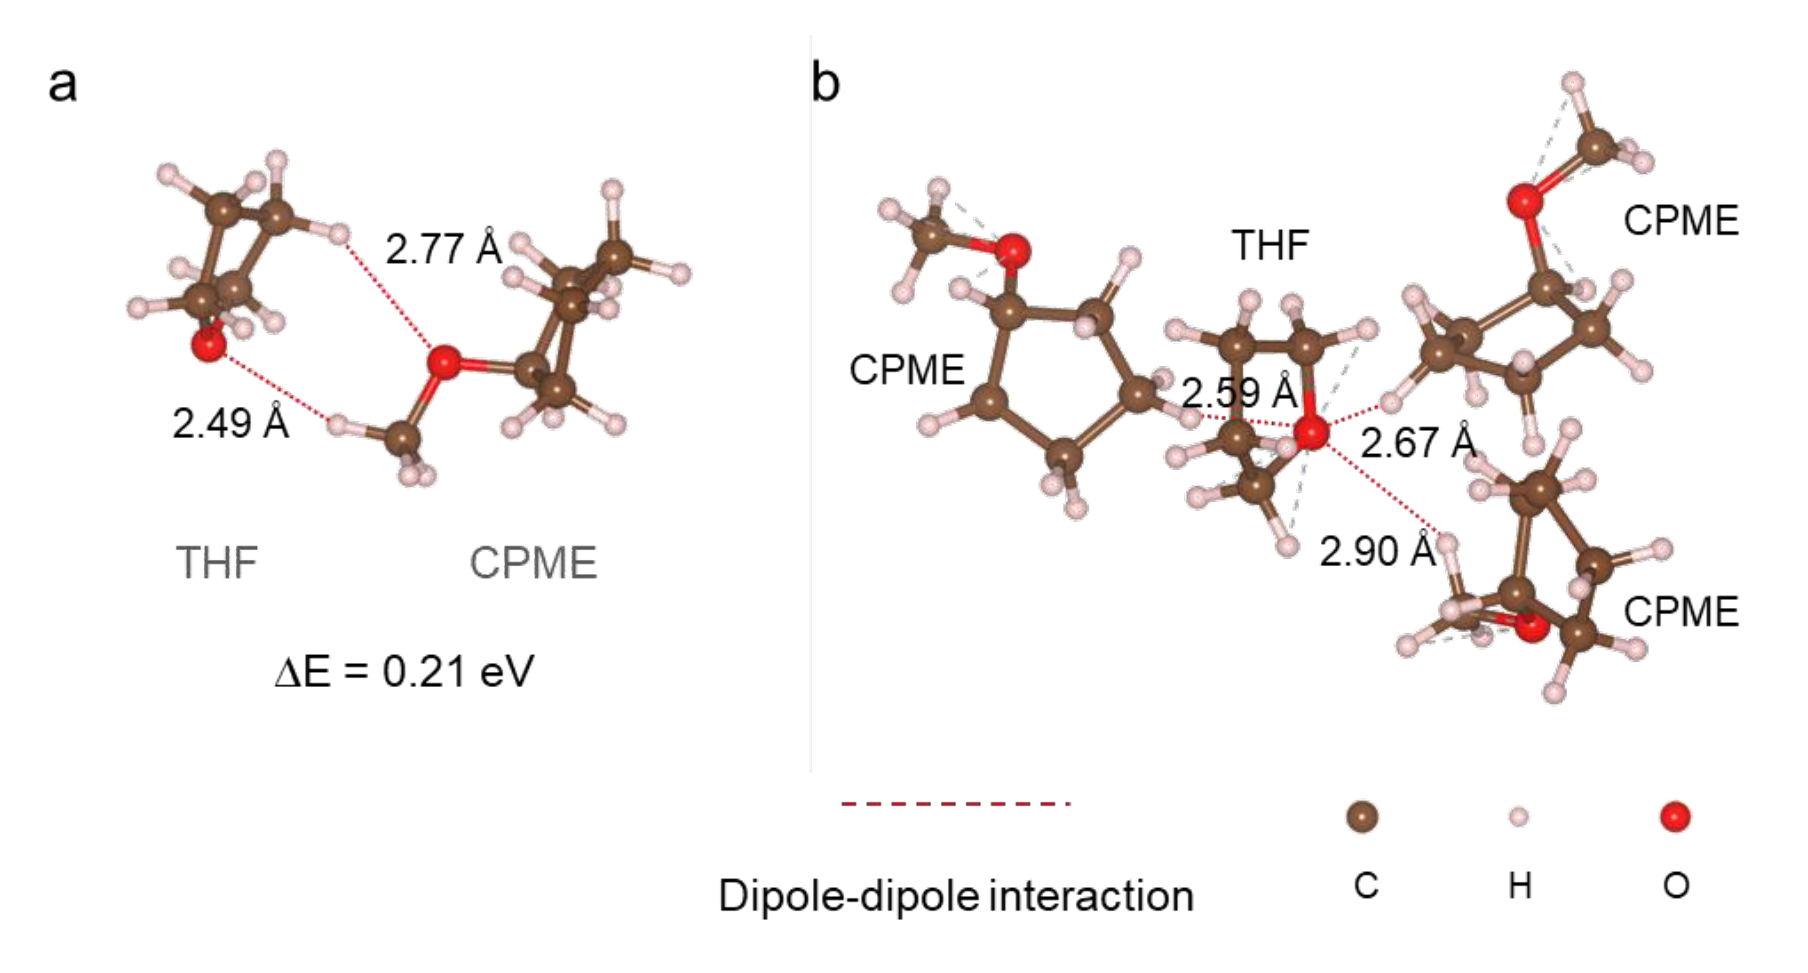 a
2.77 Å
2.49 Å
THF
CPME
ΔE = 0.21 eV
b
CPME
THF
CPME
2.59 Å
2.67 Å
2.90 Å
CPME
Dipole-dipole interaction
C
H
O